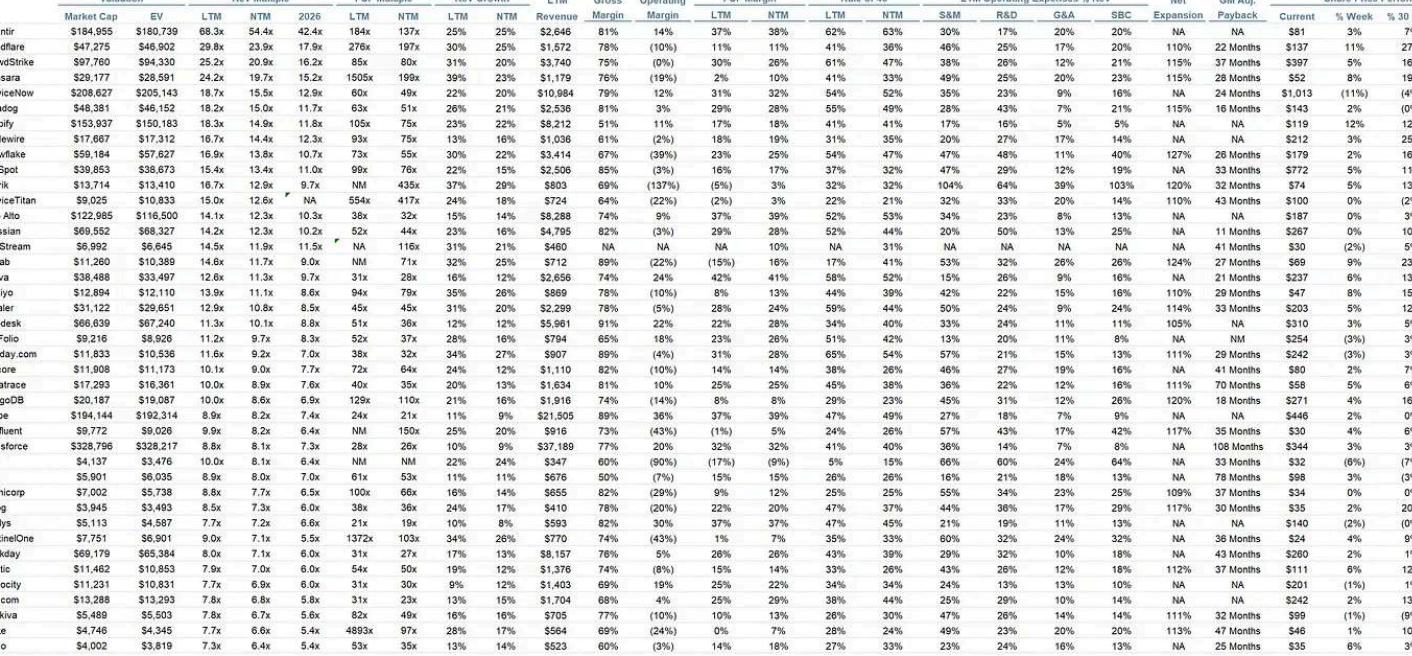 Valuation Rev Multiple FCF Multiple Rev Growth LTM Gross Operating FCF Margin Rule of 40 LTM Operating Expenses % Rev Net GM Adj. Share Price
Market Cap EV LTM NTM 2026 LTM NTM LTM NTM Revenue Margin Margin LTM NTM LTM NTM S&M R&D G&A SBC Expansion Payback Current % Week % 30
ntir $184,955 $180,739 68.3x 54.4x 42.4x 184x 137x 25% 25% $2,646 81% 14% 37% 38% 62% 63% 30% 17% 20% 20% $81 3% 7
dflare $47,275 $46,902 29.8x 23.9x 17.9x 276x 197x 30% 25% $1,572 78% (10%) 11% 11% 41% 36% 46% 25% 17% 20% 110% 22 Months $137 11% 27
wdStrike $97,760 $94,330 25.2x 20.9x 16.2x 85x 80x 31% 20% $3,740 75% (0%) 30% 26% 61% 47% 38% 26% 12% 21% 115% 37 Months $397 5% 16
sara $29,177 $28,591 24.2x 19.7x 15.2x 1505x 199x 39% 23% $1,179 76% (19%) 2% 10% 41% 33% 49% 25% 20% 23% 115% 28 Months $52 8% 19
viceNow $208,627 $205,143 18.7x 15.5x 12.9x 60x 49x 22% 20% $10,984 79% 12% 31% 32% 54% 52% 35% 23% 9% 16% NA 24 Months $1,013 (11%) (4
adog $48,381 $46,152 18.2x 15.0x 11.7x 63x 51x 26% 21% $2,536 81% 3% 29% 28% 55% 49% 28% 43% 7% 21% 115% 16 Months $143 2% (0
pify $153,937 $150,183 18.3x 14.9x 11.8x 105x 75x 23% 22% $8,212 51% 11% 17% 18% 41% 41% 17% 16% 5% 5% NA NA $119 12% 12
dewire $17,667 $17,312 16.7x 14.4x 12.3x 93x 75x 13% 16% $1,036 61% (2%) 18% 19% 31% 35% 20% 27% 17% 14% NA NA $212 3% 25
wflake $59,184 $57,627 16.9x 13.8x 10.7x 73x 55x 30% 22% $3,414 67% (39%) 23% 25% 54% 47% 47% 48% 11% 40% 127% 26 Months $179 2% 16
Spot $39,853 $38,673 15.4x 13.4x 11.0x 99x 76x 22% 15% $2,506 85% (3%) 16% 17% 37% 32% 47% 29% 12% 19% NA 33 Months $772 5% 11
rik $13,714 $13,410 16.7x 12.9x 9.7x NM 435x 37% 29% $803 69% (137%) (5%) 3% 32% 32% 104% 64% 39% 103% 120% 32 Months $74 5% 13
viceTitan $9,025 $10,833 15.0x 12.6x NA 554x 417x 24% 18% $724 64% (22%) (2%) 3% 22% 21% 32% 33% 20% 14% 110% 43 Months $100 0% (2
Alto $122,985 $116,500 14.1x 12.3x 10.3x 38x 32x 15% 14% $8,288 74% 9% 37% 39% 52% 53% 34% 23% 8% 13% NA NA $187 0% 3
ssian $69,552 $68,327 14.2x 12.3x 10.2x 52x 44x 23% 16% $4,795 82% (3%) 29% 28% 52% 44% 20% 50% 13% 25% NA 11 Months $267 0% 10
Stream $6,992 $6,645 14.5x 11.9x 11.5x NA 116x 31% 21% $460 NA NA NA 10% NA 31% NA NA NA NA NA 41 Months $30 (2%) 5
ab $11,260 $10,389 14.6x 11.7x 9.0x NM 71x 32% 25% $712 89% (22%) (15%) 16% 17% 41% 53% 32% 26% 26% 124% 27 Months $69 9% 23
va $38,488 $33,497 12.6x 11.3x 9.7x 31x 28x 16% 12% $2,656 74% 24% 42% 41% 58% 52% 15% 26% 9% 16% NA 21 Months $237 6% 13
iyo $12,894 $12,110 13.9x 11.1x 8.6x 94x 79x 35% 26% $869 78% (10%) 8% 13% 44% 39% 42% 22% 15% 16% 110% 29 Months $47 8% 15
aler $31,122 $29,651 12.9x 10.8x 8.5x 45x 45x 31% 20% $2,299 78% (5%) 28% 24% 59% 44% 50% 24% 9% 24% 114% 33 Months $203 5% 12
desk $66,639 $67,240 11.3x 10.1x 8.8x 51x 36x 12% 12% $5,961 91% 22% 22% 28% 34% 40% 33% 24% 11% 11% 105% NA $310 3% 5
Folio $9,216 $8,926 11.2x 9.7x 8.3x 52x 37x 28% 16% $794 65% 18% 23% 26% 51% 42% 13% 20% 11% 8% NA NM $254 (3%) 3
day.com $11,833 $10,536 11.6x 9.2x 7.0x 38x 32x 34% 27% $907 89% (4%) 31% 28% 65% 54% 57% 21% 15% 13% 111% 29 Months $242 (3%) 3
ore $11,908 $11,173 10.1x 9.0x 7.7x 72x 64x 24% 12% $1,110 82% (10%) 14% 14% 38% 26% 46% 27% 19% 16% NA 41 Months $80 2% 7
atrace $17,293 $16,361 10.0x 8.9x 7.6x 40x 35x 20% 13% $1,634 81% 10% 25% 25% 45% 38% 36% 22% 12% 16% 111% 70 Months $58 5% 6
goDB $20,187 $19,087 10.0x 8.6x 6.9x 129x 110x 21% 16% $1,916 74% (14%) 8% 8% 29% 23% 45% 31% 12% 26% 120% 18 Months $271 4% 16
be $194,144 $192,314 8.9x 8.2x 7.4x 24x 21x 11% 9% $21,505 89% 36% 37% 39% 47% 49% 27% 18% 7% 9% NA NA $446 2% 0
fluent $9,772 $9,026 9.9x 8.2x 6.4x NM 150x 25% 20% $916 73% (43%) (1%) 5% 24% 26% 57% 43% 17% 42% 117% 35 Months $30 4% 6
sforce $328,796 $328,217 8.8x 8.1x 7.3x 28x 26x 10% 9% $37,189 77% 20% 32% 32% 41% 40% 36% 14% 7% 8% NA 108 Months $344 3% 3
$4,137 $3,476 10.0x 8.1x 6.4x NM NM 22% 24% $347 60% (90%) (17%) (9%) 5% 15% 66% 60% 24% 64% NA 33 Months $32 (6%) (7
$5,901 $6,035 8.9x 8.0x 7.0x 61x 53x 11% 11% $676 50% (7%) 15% 15% 26% 26% 16% 21% 18% 13% NA 78 Months $98 3% (3
nicorp $7,002 $5,738 8.8x 7.7x 6.5x 100x 66x 16% 14% $655 82% (29%) 9% 12% 25% 25% 55% 34% 23% 25% 109% 37 Months $34 0% 0
g $3,945 $3,493 8.5x 7.3x 6.0x 38x 36x 24% 17% $410 78% (20%) 22% 20% 47% 37% 44% 36% 17% 29% 117% 30 Months $35 2% 20
lys $5,113 $4,587 7.7x 7.2x 6.6x 21x 19x 10% 8% $593 82% 30% 37% 37% 47% 45% 21% 19% 11% 13% NA NA $140 (2%) (0
tinelOne $7,751 $6,901 9.0x 7.1x 5.5x 1372x 103x 34% 26% $770 74% (43%) 1% 7% 35% 33% 60% 32% 24% 32% NA 36 Months $24 4% 9
kday $69,179 $65,384 8.0x 7.1x 6.0x 31x 27x 17% 13% $8,157 76% 5% 26% 26% 43% 39% 29% 32% 10% 18% NA 43 Months $260 2% 1
tic $11,462 $10,853 7.9x 7.0x 6.0x 54x 50x 19% 12% $1,376 74% (8%) 15% 14% 33% 26% 43% 26% 12% 18% 112% 37 Months $111 6% 12
ocity $11,231 $10,831 7.7x 6.9x 6.0x 31x 30x 9% 12% $1,403 69% 19% 25% 22% 34% 34% 24% 13% 13% 10% NA NA $201 (1%) 1
.com $13,288 $13,293 7.8x 6.8x 5.8x 31x 23x 13% 15% $1,704 68% 4% 25% 29% 38% 44% 25% 29% 10% 14% NA NA $242 2% 13
kiva $5,489 $5,503 7.8x 6.7x 5.6x 82x 49x 16% 16% $705 77% (10%) 10% 13% 26% 30% 47% 26% 14% 14% 111% 32 Months $99 (1%) (9
e $4,746 $4,345 7.7x 6.6x 5.4x 4893x 97x 28% 17% $564 69% (24%) 0% 7% 28% 24% 49% 23% 20% 20% 113% 47 Months $46 1% 10
o $4,002 $3,819 7.3x 6.4x 5.4x 53x 35x 13% 14% $523 60% (3%) 14% 18% 27% 33% 24% 24% 16% 13% NA 25 Months $35 6% 3